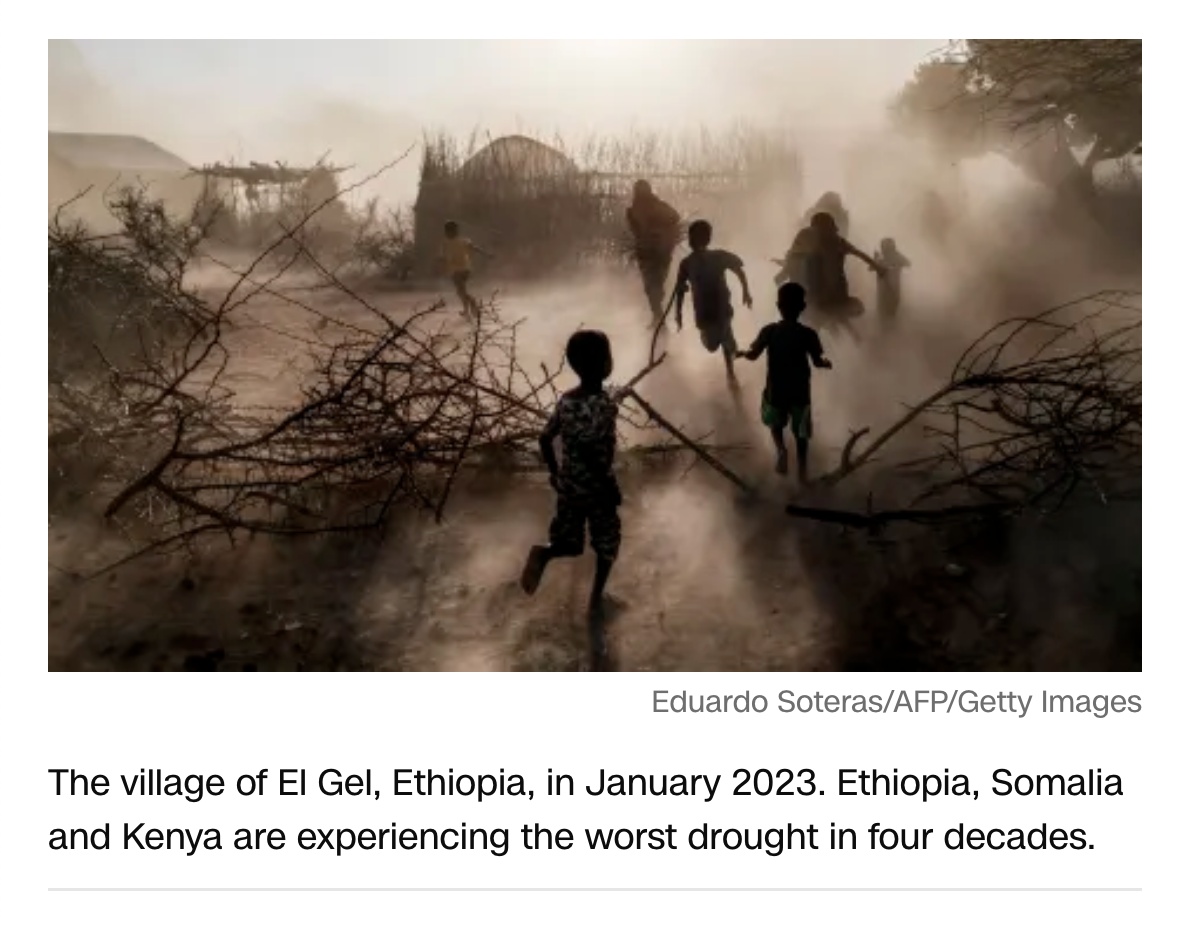 Eduardo Soteras/AFP/Getty Images
The village of El Gel, Ethiopia, in January 2023. Ethiopia, Somalia
and Kenya are experiencing the worst drought in four decades.